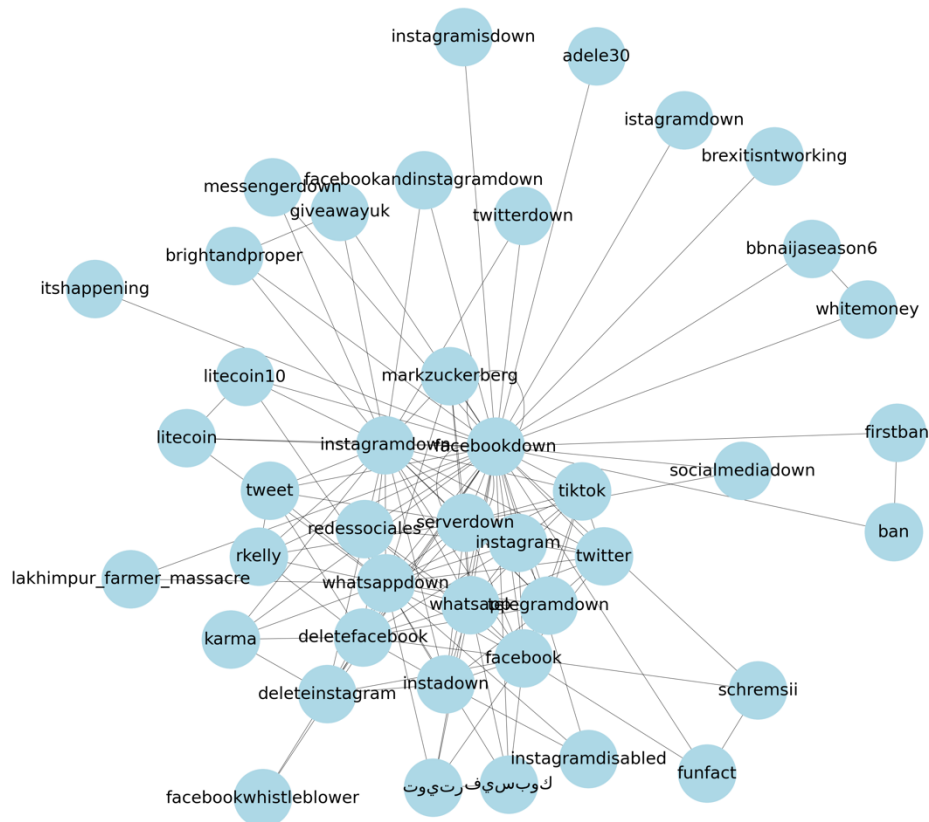 instagramisdown
adele30
istagramdown
brexitisntworking
facebookandinstagramdown
messengerdown
giveawayuk
twitterdown
brightandproper
bbnaijaseason6
itshappening
whitemoney
litecoin10
markzuckerberg
litecoin
instagramdown
facebookdown
firstban
socialmediadown
tweet
tiktok
redessociales
serverdown
ban
instagram
rkelly
twitter
lakhimpur_farmer_massacre
whatsappdown
whatsapp
telegramdown
karma
deletefacebook
facebook
deleteinstagram
instadown
schremsii
instagramdisabled
funfact
facebookwhistleblower
رتيوت
كوبسيف